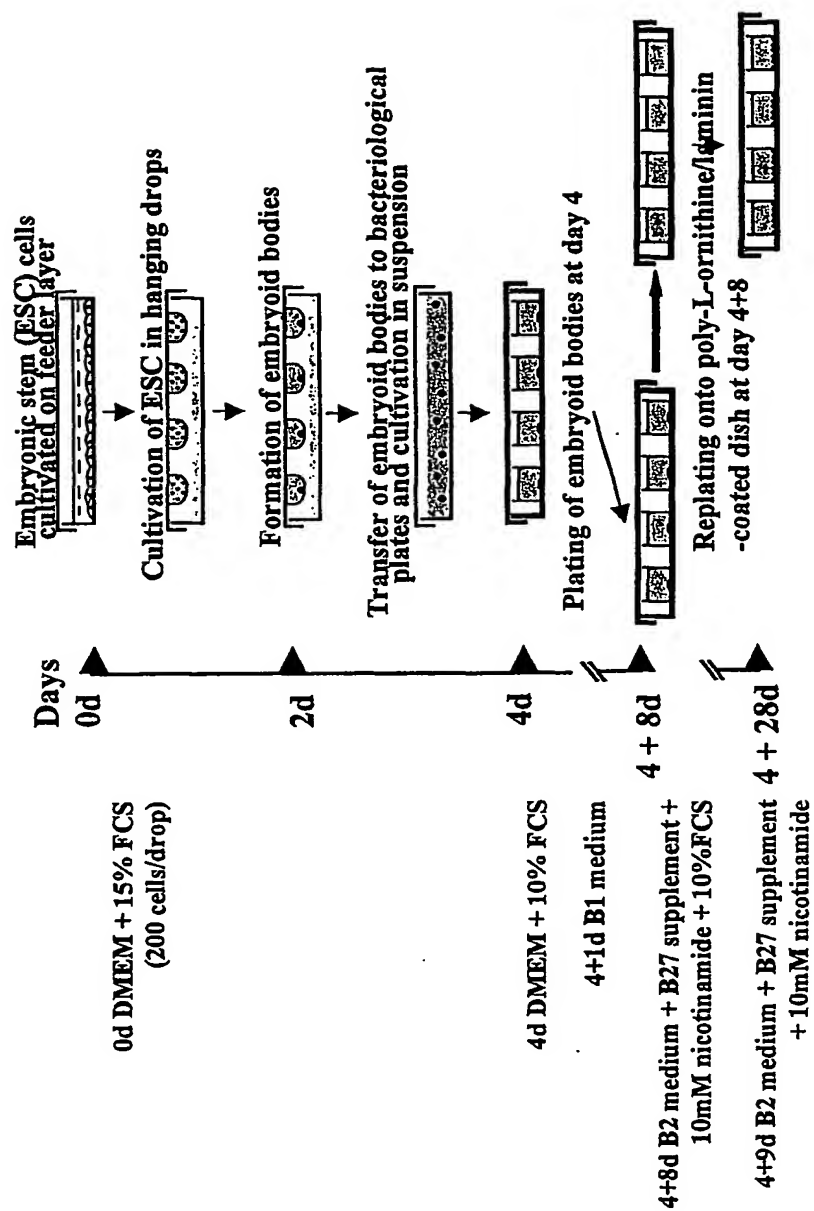 0d DMEM + 15% FCS
(200 cells/drop)
4d DMEM + 10% FCS
4+1d B1 medium
4+8d B2 medium + B27 supplement +
10mM nicotinamide + 10%FCS
4+9d B2 medium + B27 supplement
+ 10mM nicotinamide
Days
0d
2d
4d
4 + 8d
4 + 28d
Embryonic stem (ESC) cells
cultivated on feeder layer
Cultivation of ESC in hanging drops
Formation of embryoid bodies
Transfer of embryoid bodies to bacteriological
plates and cultivation in suspension
Plating of embryoid bodies at day 4
Replating onto poly-L-ornithine/laminin
-coated dish at day 4+8